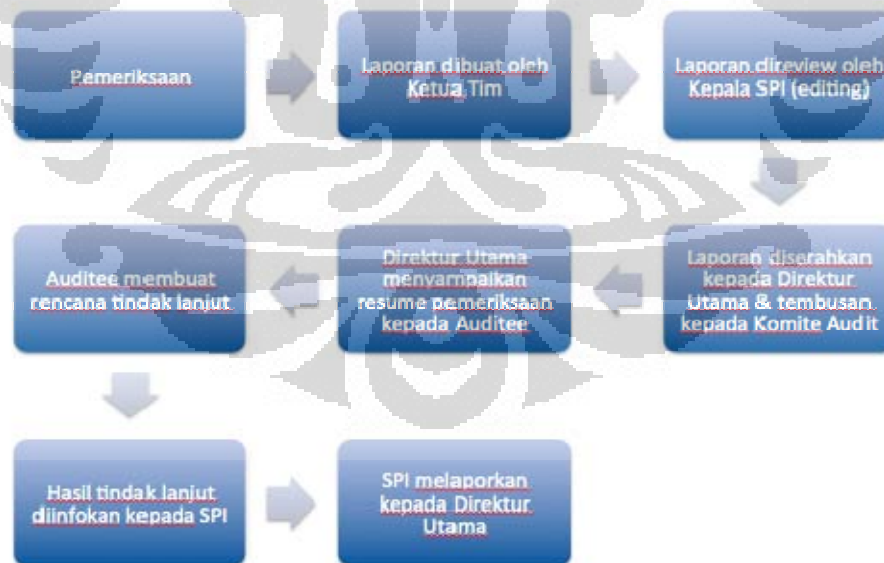 Pemeriksaan
Laporan dibuat oleh
Ketua Tim
Laporan direview oleh
Kepala SPI (editing)
Laporan diserahkan
kepada Direktur
Utama & tembusan
kepada Komite Audit
Direktur Utama
menyampaikan
resume pemeriksaan
kepada Auditee
Auditee membuat
rencana tindak lanjut
Hasil tindak lanjut
diinfokan kepada SPI
SPI melaporkan
kepada Direktur
Utama